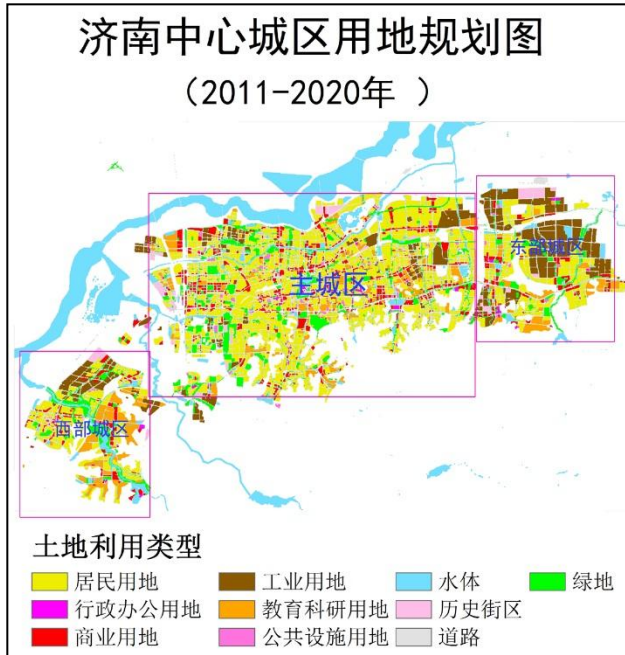 济南中心城区用地规划图
（2011-2020年 ）
东部城区
主城区
西部城区
土地利用类型
居民用地 工业用地 水体 绿地
行政办公用地 教育科研用地 历史街区
商业用地 公共设施用地 道路